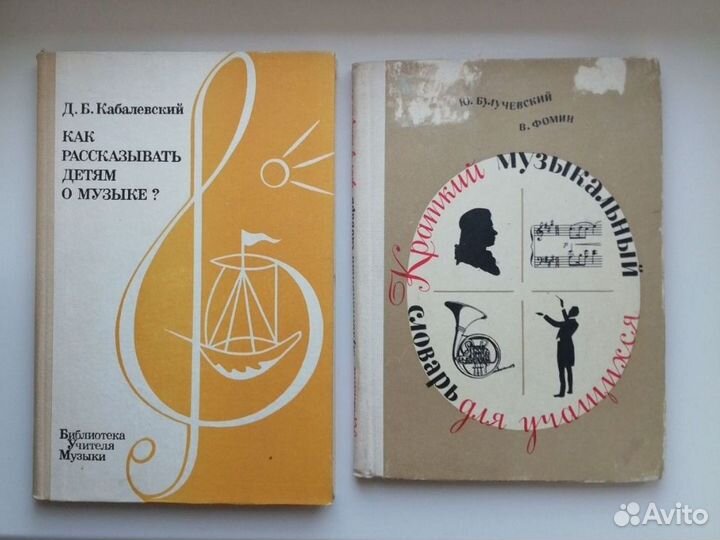 Д. Б. Кабалевский
КАК
РАССКАЗЫВАТЬ
ДЕТЯМ
О МУЗЫКЕ?
Библиотека
Учителя
Музыки
Ю. БУЛУЧЕВСКИЙ
В. ФОМИН
Краткий музыкальный
словарь для учащихся
Avito